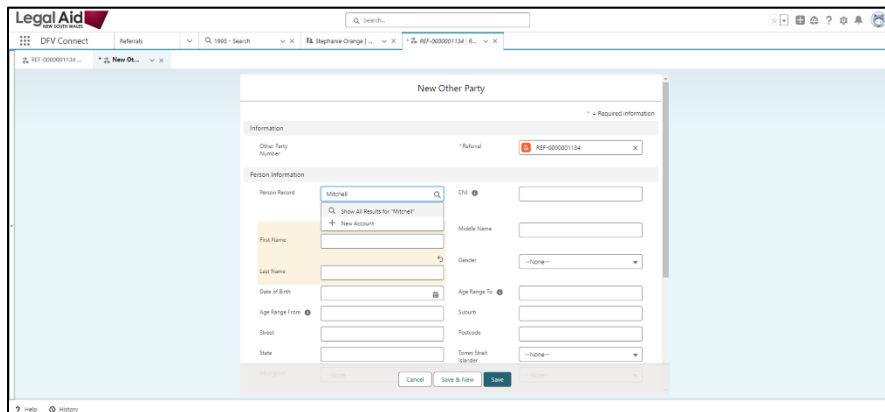 Legal Aid
NEW SOUTH WALES
Search...
DFV Connect
Referrals
1995 - Search
Stephanie Orange | ...
* REF-0000001134 | R...
REF-0000001134 ...
* New Ot...
New Other Party
* = Required Information
Information
Other Party Number
* Referral
REF-0000001134
Person Information
Person Record
Mitchell
CNI
Show All Results for "Mitchell"
New Account
Middle Name
First Name
Gender
--None--
Last Name
Date of Birth
Age Range To
Age Range From
Suburb
Street
Postcode
State
Torres Strait Islander
--None--
Aboriginal
--None--
--None--
Cancel
Save & New
Save
Help
History